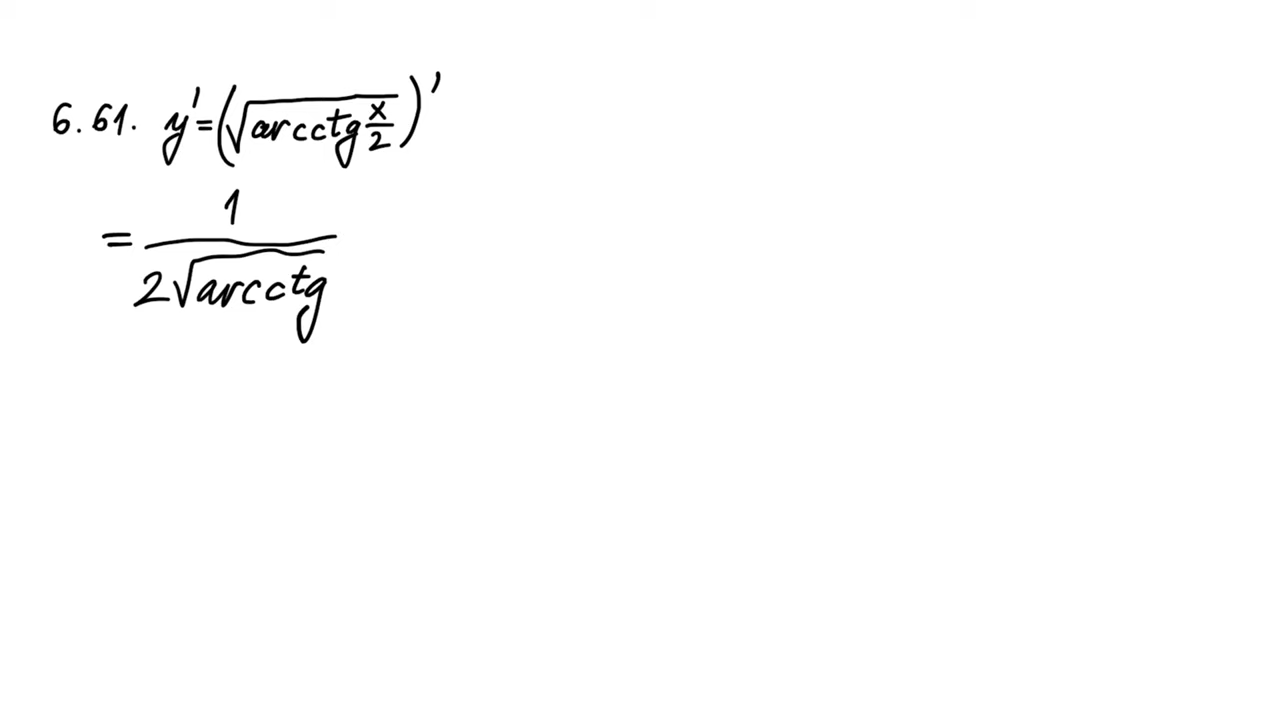 6.61. y' = (√(arcctg x/2))'
= 1/(2√(arcctg))